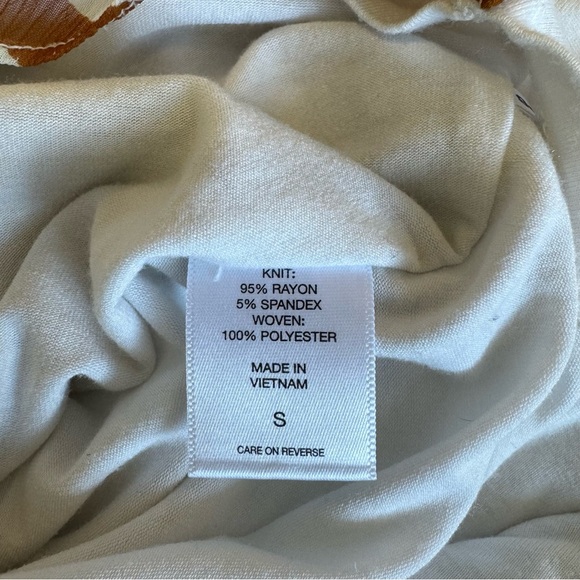 KNIT:
95% RAYON
5% SPANDEX
WOVEN:
100% POLYESTER
MADE IN
VIETNAM
S
CARE ON REVERSE